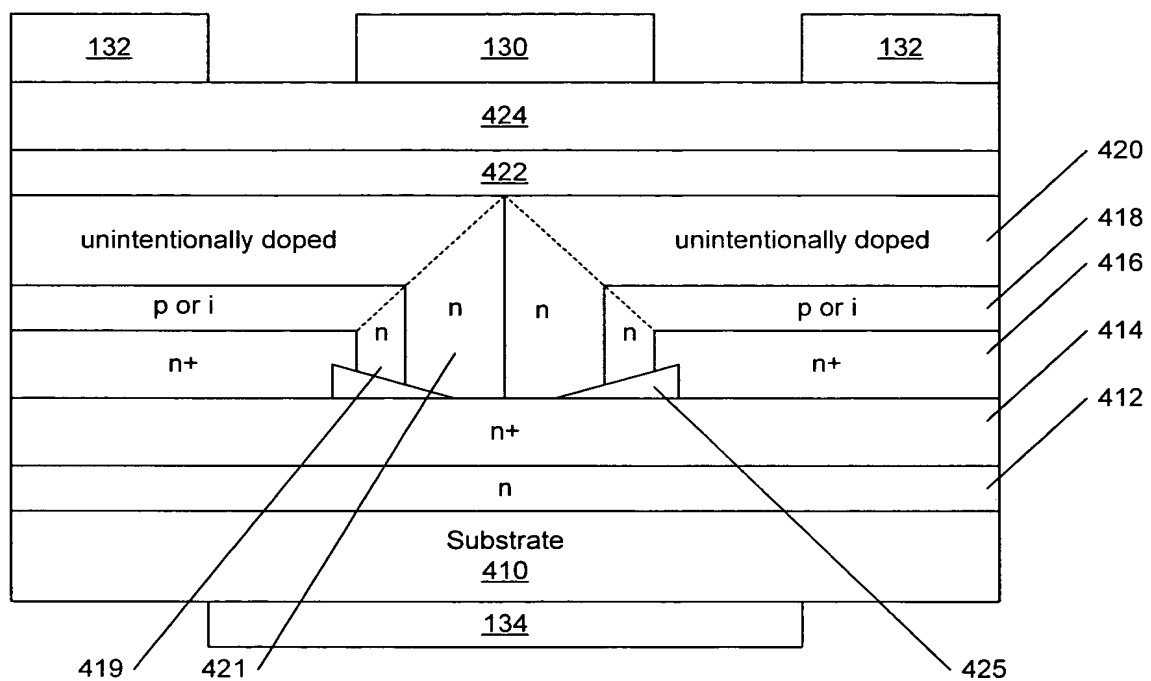 132 130 132
424
422
420
unintentionally doped unintentionally doped
418
p or i p or i
416
n n n n
n+ n+
414
n+
412
n
Substrate
410
134
419 421 425